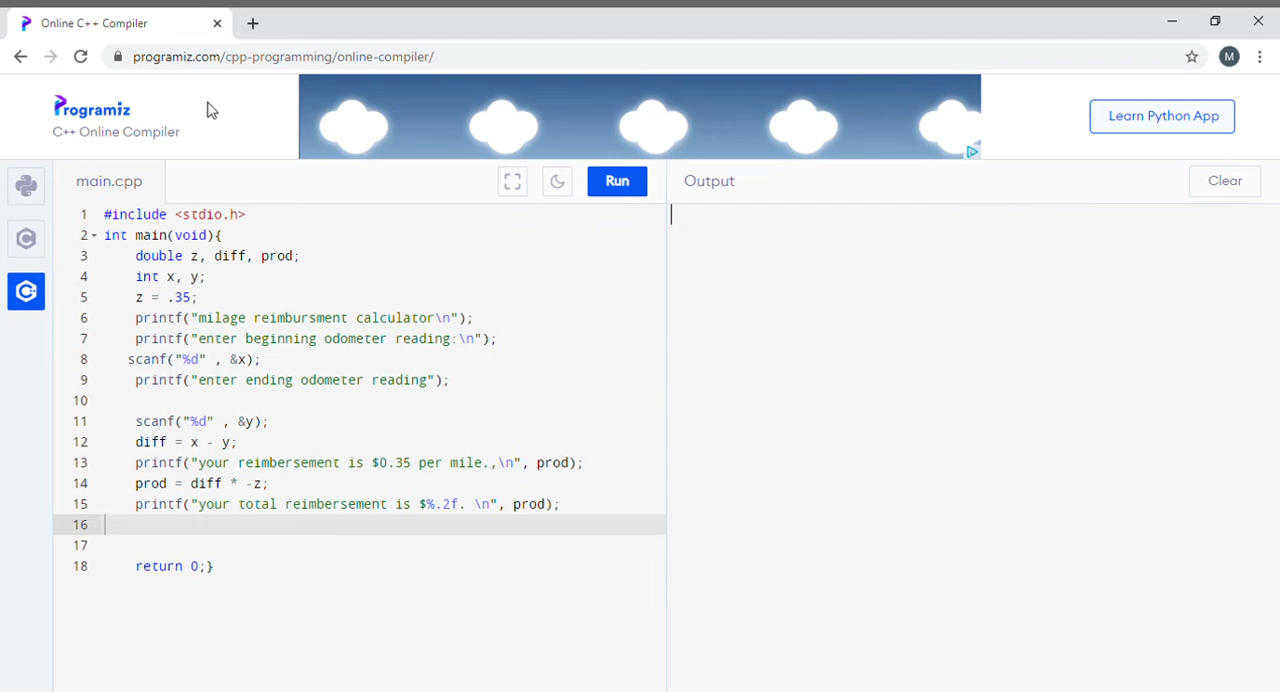 Online C++ Compiler
programiz.com/cpp-programming/online-compiler/
M
Programiz
C++ Online Compiler
Learn Python App
main.cpp
Run
Output
Clear
1 #include <stdio.h>
2 int main(void){
3 double z, diff, prod;
4 int x, y;
5 z = .35;
6 printf("milage reimbursment calculator\n");
7 printf("enter beginning odometer reading:\n");
8 scanf("%d" , &x);
9 printf("enter ending odometer reading");
10
11 scanf("%d" , &y);
12 diff = x - y;
13 printf("your reimbersement is $0.35 per mile.,\n", prod);
14 prod = diff * -z;
15 printf("your total reimbersement is $%.2f. \n", prod);
16
17
18 return 0;}